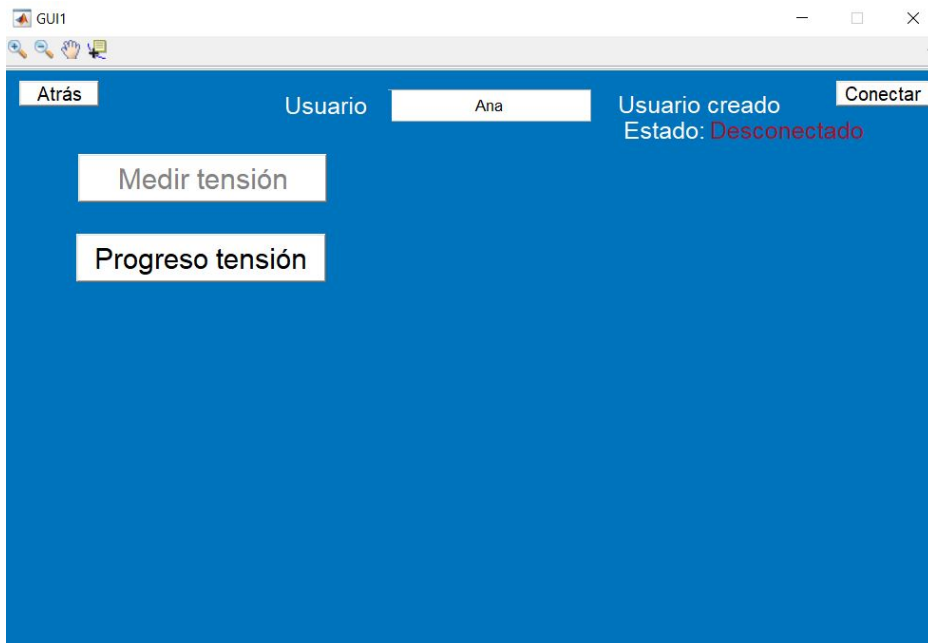 GUI1
Atrás
Usuario
Ana
Usuario creado
Conectar
Estado: Desconectado
Medir tensión
Progreso tensión